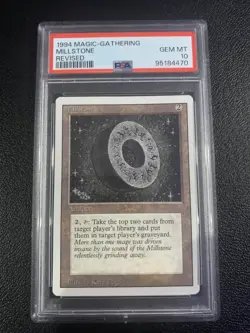 1994 MAGIC-GATHERING
MILLSTONE
REVISED
GEM MT
10
PSA
95184470
Millstone
2
2, : Take the top two cards from
target player's library and put
them in target player's graveyard.
More than one mage was driven
insane by the sound of the Millstone
relentlessly grinding away.